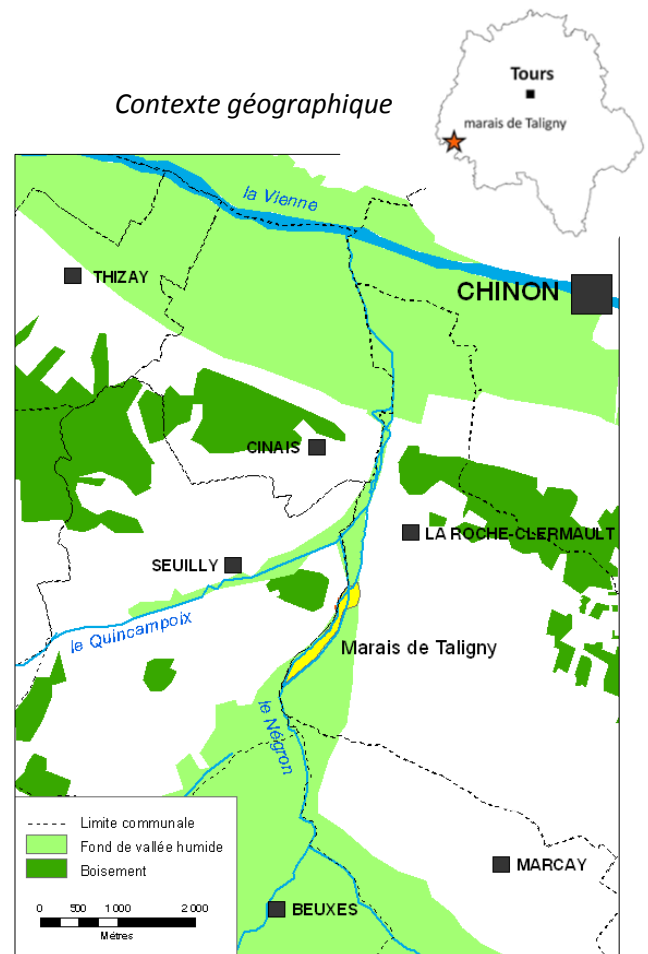 Contexte géographique
Tours
marais de Taligny
la Vienne
THIZAY
CHINON
CINAIS
LA ROCHE-CLERMAULT
SEUILLY
le Quincampoix
Marais de Taligny
le Négron
Limite communale
Fond de vallée humide
Boisement
MARCAY
0 500 1 000 2 000
Mètres
BEUXES